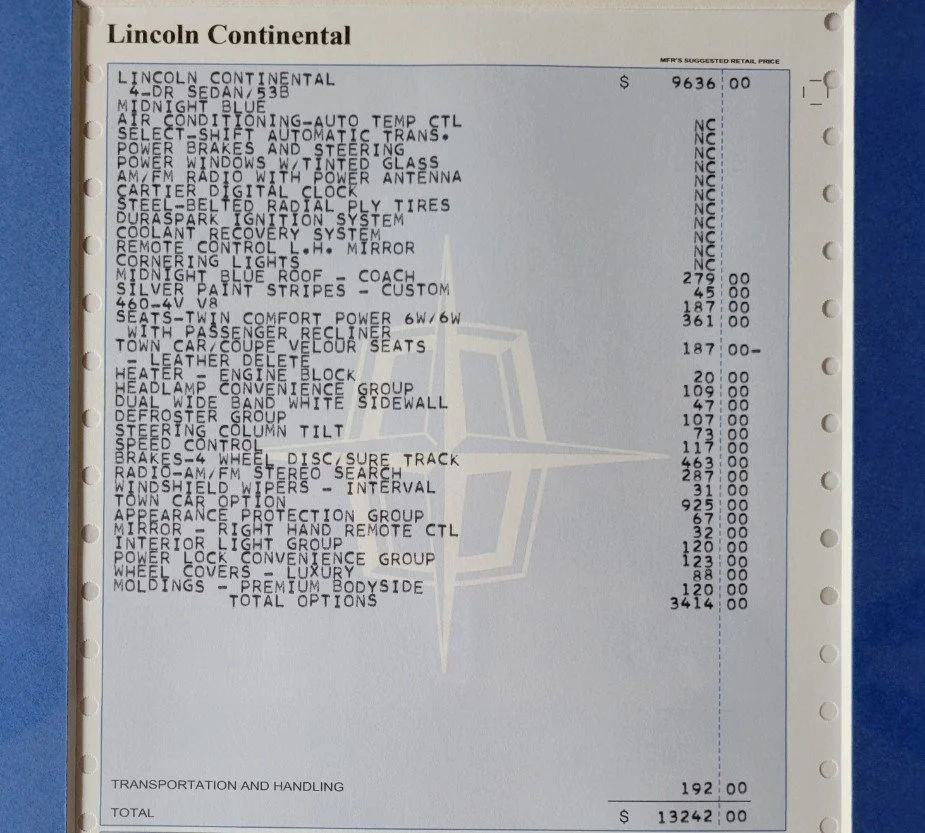 Lincoln Continental
MFR'S SUGGESTED RETAIL PRICE
LINCOLN CONTINENTAL $ 9636 00
4-DR SEDAN/53B
MIDNIGHT BLUE
AIR CONDITIONING-AUTO TEMP CTL NC
SELECT-SHIFT AUTOMATIC TRANS. NC
POWER BRAKES AND STEERING NC
POWER WINDOWS W/TINTED GLASS NC
AM/FM RADIO WITH POWER ANTENNA NC
CARTIER DIGITAL CLOCK NC
STEEL-BELTED RADIAL PLY TIRES NC
DURASPARK IGNITION SYSTEM NC
COOLANT RECOVERY SYSTEM NC
REMOTE CONTROL L.H. MIRROR NC
CORNERING LIGHTS NC
MIDNIGHT BLUE ROOF - COACH 279 00
SILVER PAINT STRIPES - CUSTOM 45 00
460-4V V8 187 00
SEATS-TWIN COMFORT POWER 6W/6W 361 00
WITH PASSENGER RECLINER
TOWN CAR/COUPE VELOUR SEATS 187 00-
- LEATHER DELETE
HEATER - ENGINE BLOCK 20 00
HEADLAMP CONVENIENCE GROUP 109 00
DUAL WIDE BAND WHITE SIDEWALL 47 00
DEFROSTER GROUP 107 00
STEERING COLUMN TILT 73 00
SPEED CONTROL 117 00
BRAKES-4 WHEEL DISC/SURE TRACK 463 00
RADIO-AM/FM STEREO SEARCH 287 00
WINDSHIELD WIPERS - INTERVAL 31 00
TOWN CAR OPTION 925 00
APPEARANCE PROTECTION GROUP 67 00
MIRROR - RIGHT HAND REMOTE CTL 32 00
INTERIOR LIGHT GROUP 120 00
POWER LOCK CONVENIENCE GROUP 123 00
WHEEL COVERS - LUXURY 88 00
MOLDINGS - PREMIUM BODYSIDE 120 00
TOTAL OPTIONS 3414 00
TRANSPORTATION AND HANDLING 192 00
TOTAL $ 13242 00